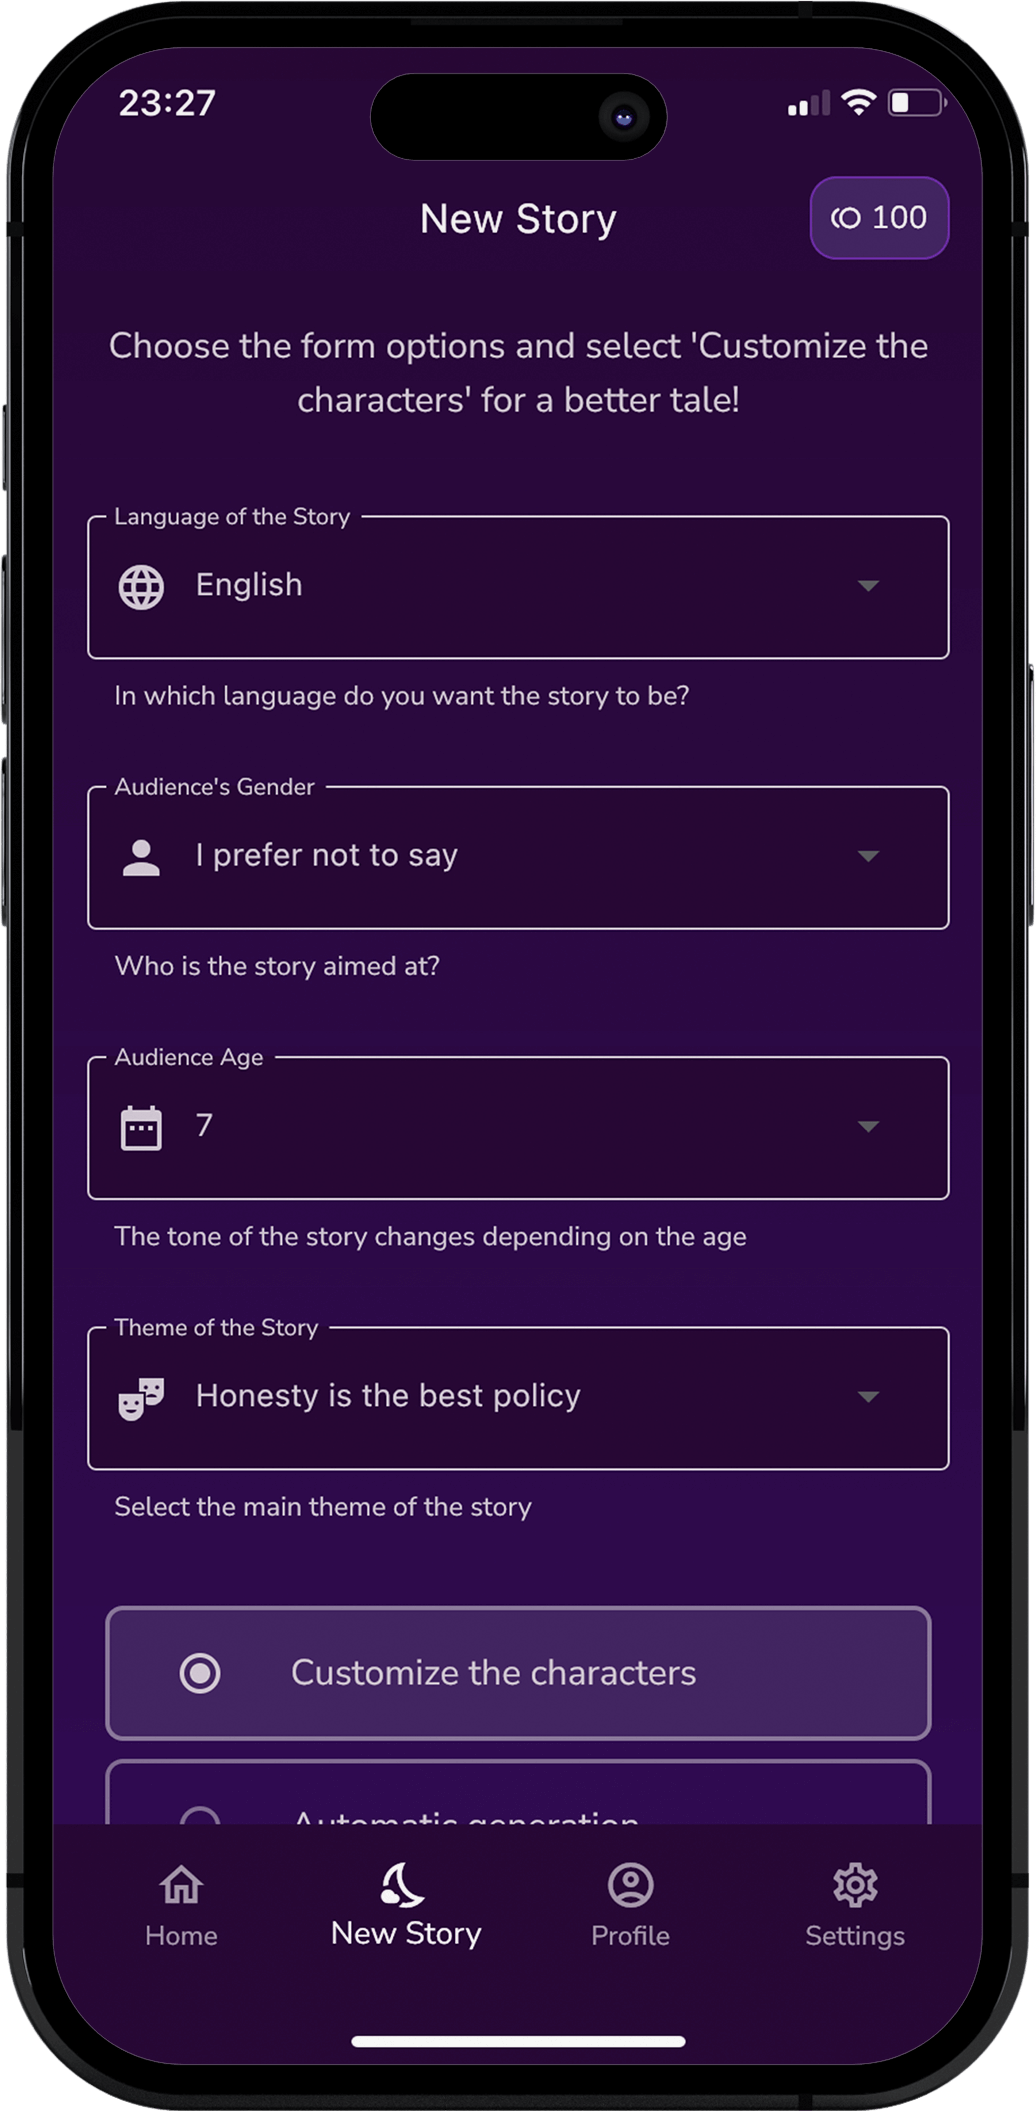 23:27
New Story
100
Choose the form options and select 'Customize the
characters' for a better tale!
Language of the Story
English
In which language do you want the story to be?
Audience's Gender
I prefer not to say
Who is the story aimed at?
Audience Age
7
The tone of the story changes depending on the age
Theme of the Story
Honesty is the best policy
Select the main theme of the story
Customize the characters
Automatic generation
Home
New Story
Profile
Settings